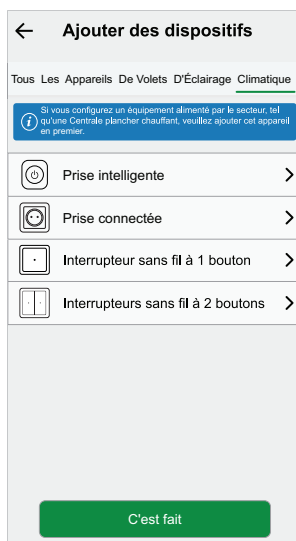 Ajouter des dispositifs
Tous Les Appareils De Volets D'Éclairage Climatique
Si vous configurez un équipement alimenté par le secteur, tel
qu'une Centrale plancher chauffant, veuillez ajouter cet appareil
en premier.
Prise intelligente
Prise connectée
Interrupteur sans fil à 1 bouton
Interrupteurs sans fil à 2 boutons
C'est fait